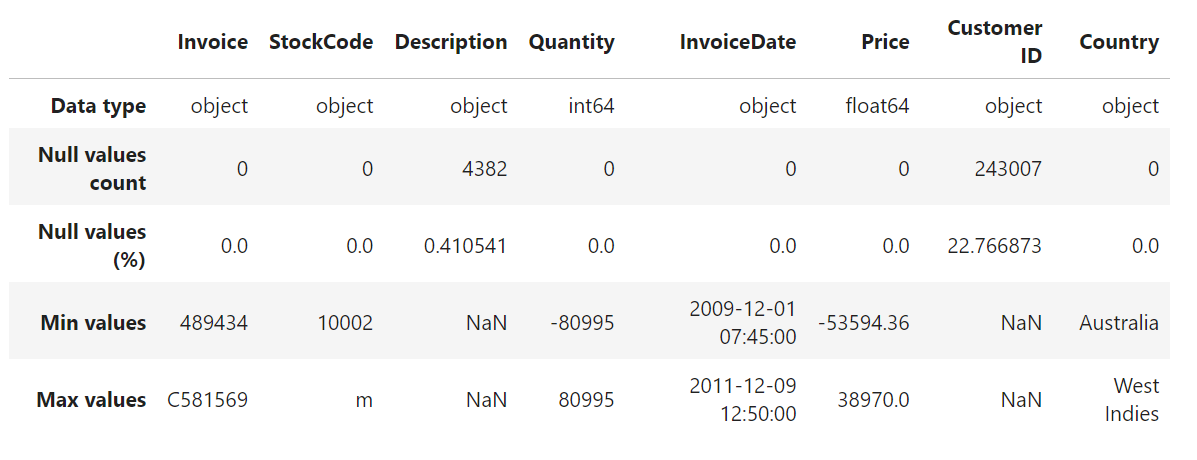 Invoice StockCode Description Quantity InvoiceDate Price Customer ID Country
Data type object object object int64 object float64 object object
Null values count 0 0 4382 0 0 0 243007 0
Null values (%) 0.0 0.0 0.410541 0.0 0.0 0.0 22.766873 0.0
Min values 489434 10002 NaN -80995 2009-12-01 07:45:00 -53594.36 NaN Australia
Max values C581569 m NaN 80995 2011-12-09 12:50:00 38970.0 NaN West Indies